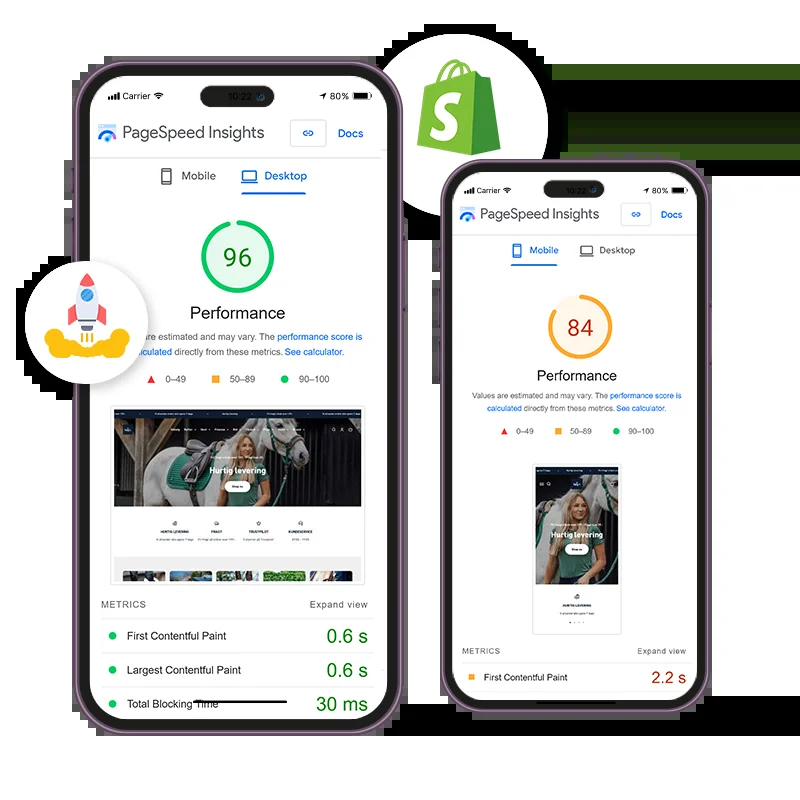 Carrier
10:22
80%
PageSpeed Insights
Docs
Mobile
Desktop
96
Performance
are estimated and may vary. The performance score is
calculated directly from these metrics. See calculator.
0–49
50–89
90–100
Hurtig levering
Shop nu
HURTIG LEVERING
FRAGT
TRUSTPILOT
KUNDESERVICE
METRICS
Expand view
First Contentful Paint
0.6 s
Largest Contentful Paint
0.6 s
Total Blocking Time
30 ms
S
Carrier
10:22
80%
PageSpeed Insights
Docs
Mobile
Desktop
84
Performance
Values are estimated and may vary. The performance score is
calculated directly from these metrics. See calculator.
0–49
50–89
90–100
Hurtig levering
Shop nu
HURTIG LEVERING
METRICS
Expand view
First Contentful Paint
2.2 s